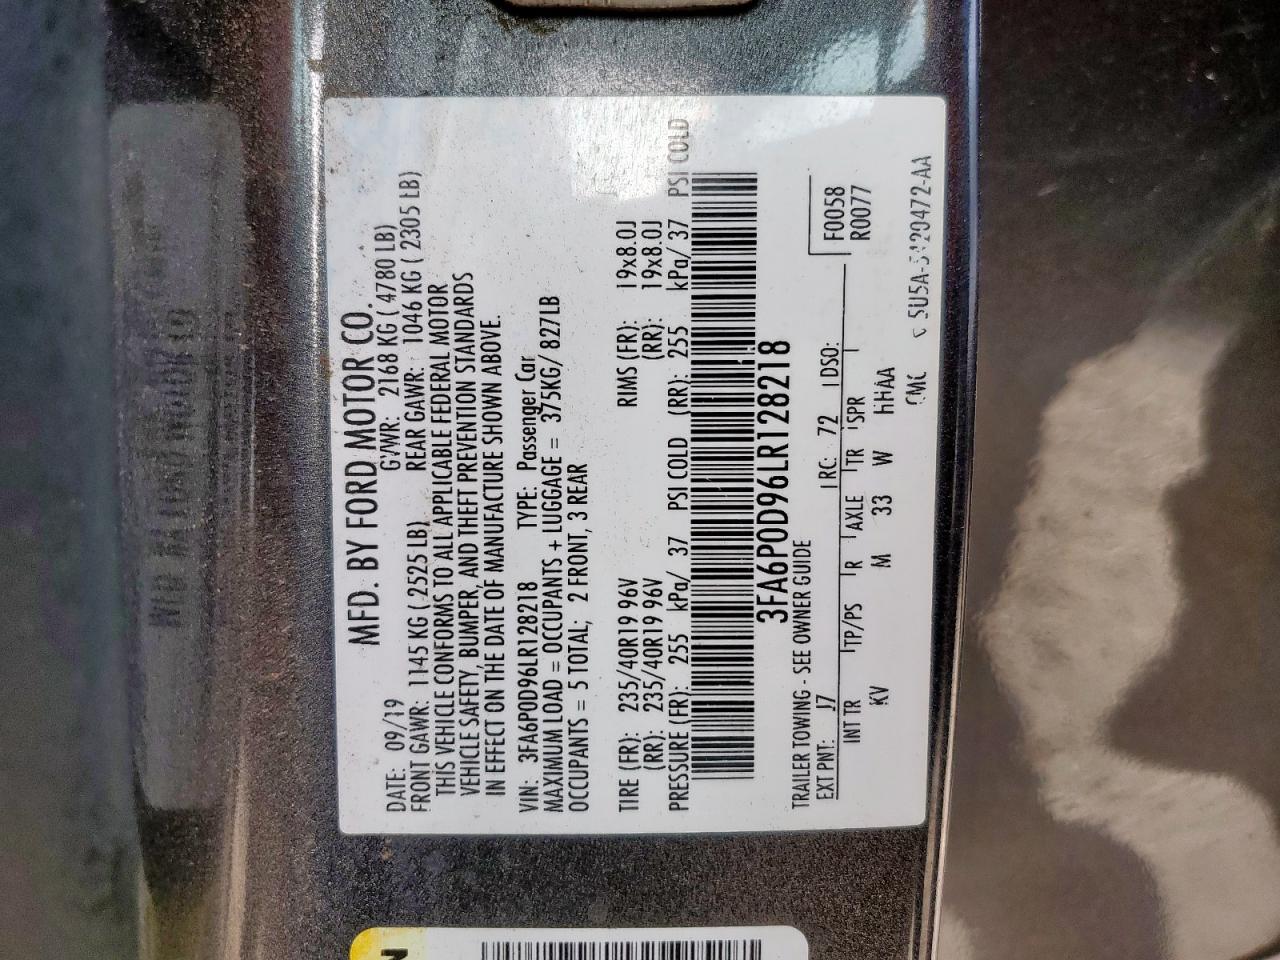 MFD. BY FORD MOTOR CO.
DATE: 09/19 GVWR: 2168 KG ( 4780 LB)
FRONT GAWR: 1145 KG ( 2525 LB) REAR GAWR: 1046 KG ( 2305 LB)
THIS VEHICLE CONFORMS TO ALL APPLICABLE FEDERAL MOTOR
VEHICLE SAFETY, BUMPER, AND THEFT PREVENTION STANDARDS
IN EFFECT ON THE DATE OF MANUFACTURE SHOWN ABOVE.
VIN: 3FA6P0D96LR128218 TYPE: Passenger Car
MAXIMUM LOAD = OCCUPANTS + LUGGAGE = 375KG/ 827LB
OCCUPANTS = 5 TOTAL; 2 FRONT, 3 REAR
TIRE (FR): 235/40R19 96V RIMS (FR): 19x8.0J
(RR): 235/40R19 96V (RR): 19x8.0J
PRESSURE (FR): 255 kPa/ 37 PSI COLD (RR): 255 kPa/ 37 PSI COLD
3FA6P0D96LR128218
TRAILER TOWING - SEE OWNER GUIDE
EXT PNT: J7 RC: 72 DSO: F0058
R0077
INT TR TP/PS R AXLE TR SPR
KV M 33 W hHAA